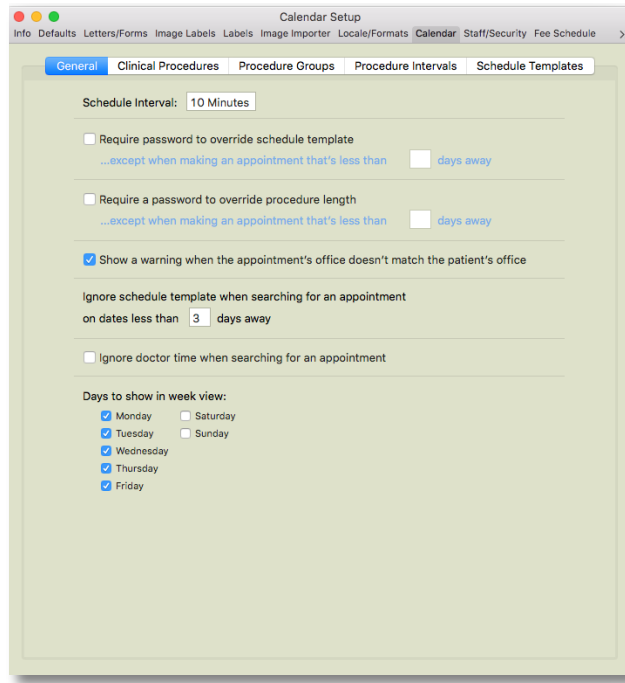 Calendar Setup
Info Defaults Letters/Forms Image Labels Labels Image Importer Locale/Formats Calendar Staff/Security Fee Schedule >
General Clinical Procedures Procedure Groups Procedure Intervals Schedule Templates
Schedule Interval: 10 Minutes
Require password to override schedule template
...except when making an appointment that's less than days away
Require a password to override procedure length
...except when making an appointment that's less than days away
Show a warning when the appointment's office doesn't match the patient's office
Ignore schedule template when searching for an appointment
on dates less than 3 days away
Ignore doctor time when searching for an appointment
Days to show in week view:
Monday Saturday
Tuesday Sunday
Wednesday
Thursday
Friday